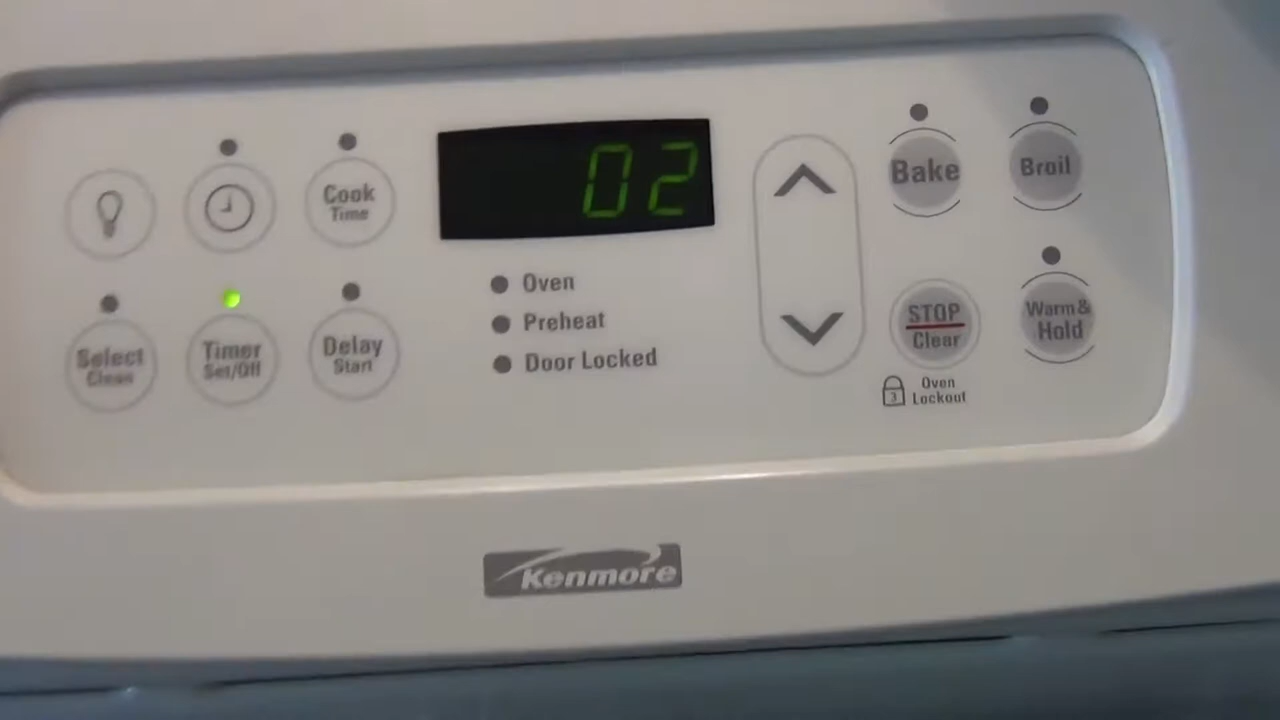 02
Cook
Time
Bake
Broil
Select
Clean
Timer
Set/Off
Delay
Start
Oven
Preheat
Door Locked
STOP
Clear
Warm&
Hold
3
Oven
Lockout
Kenmore